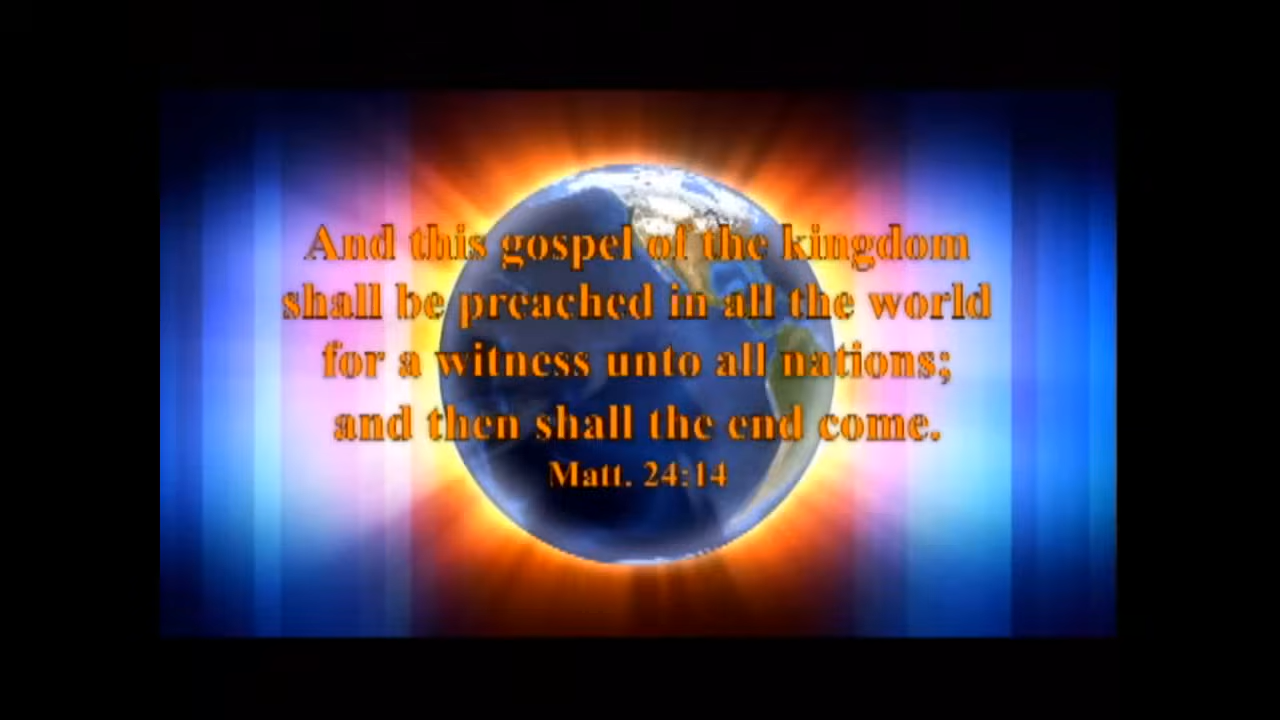 And this gospel of the kingdom
shall be preached in all the world
for a witness unto all nations;
and then shall the end come.
Matt. 24:14